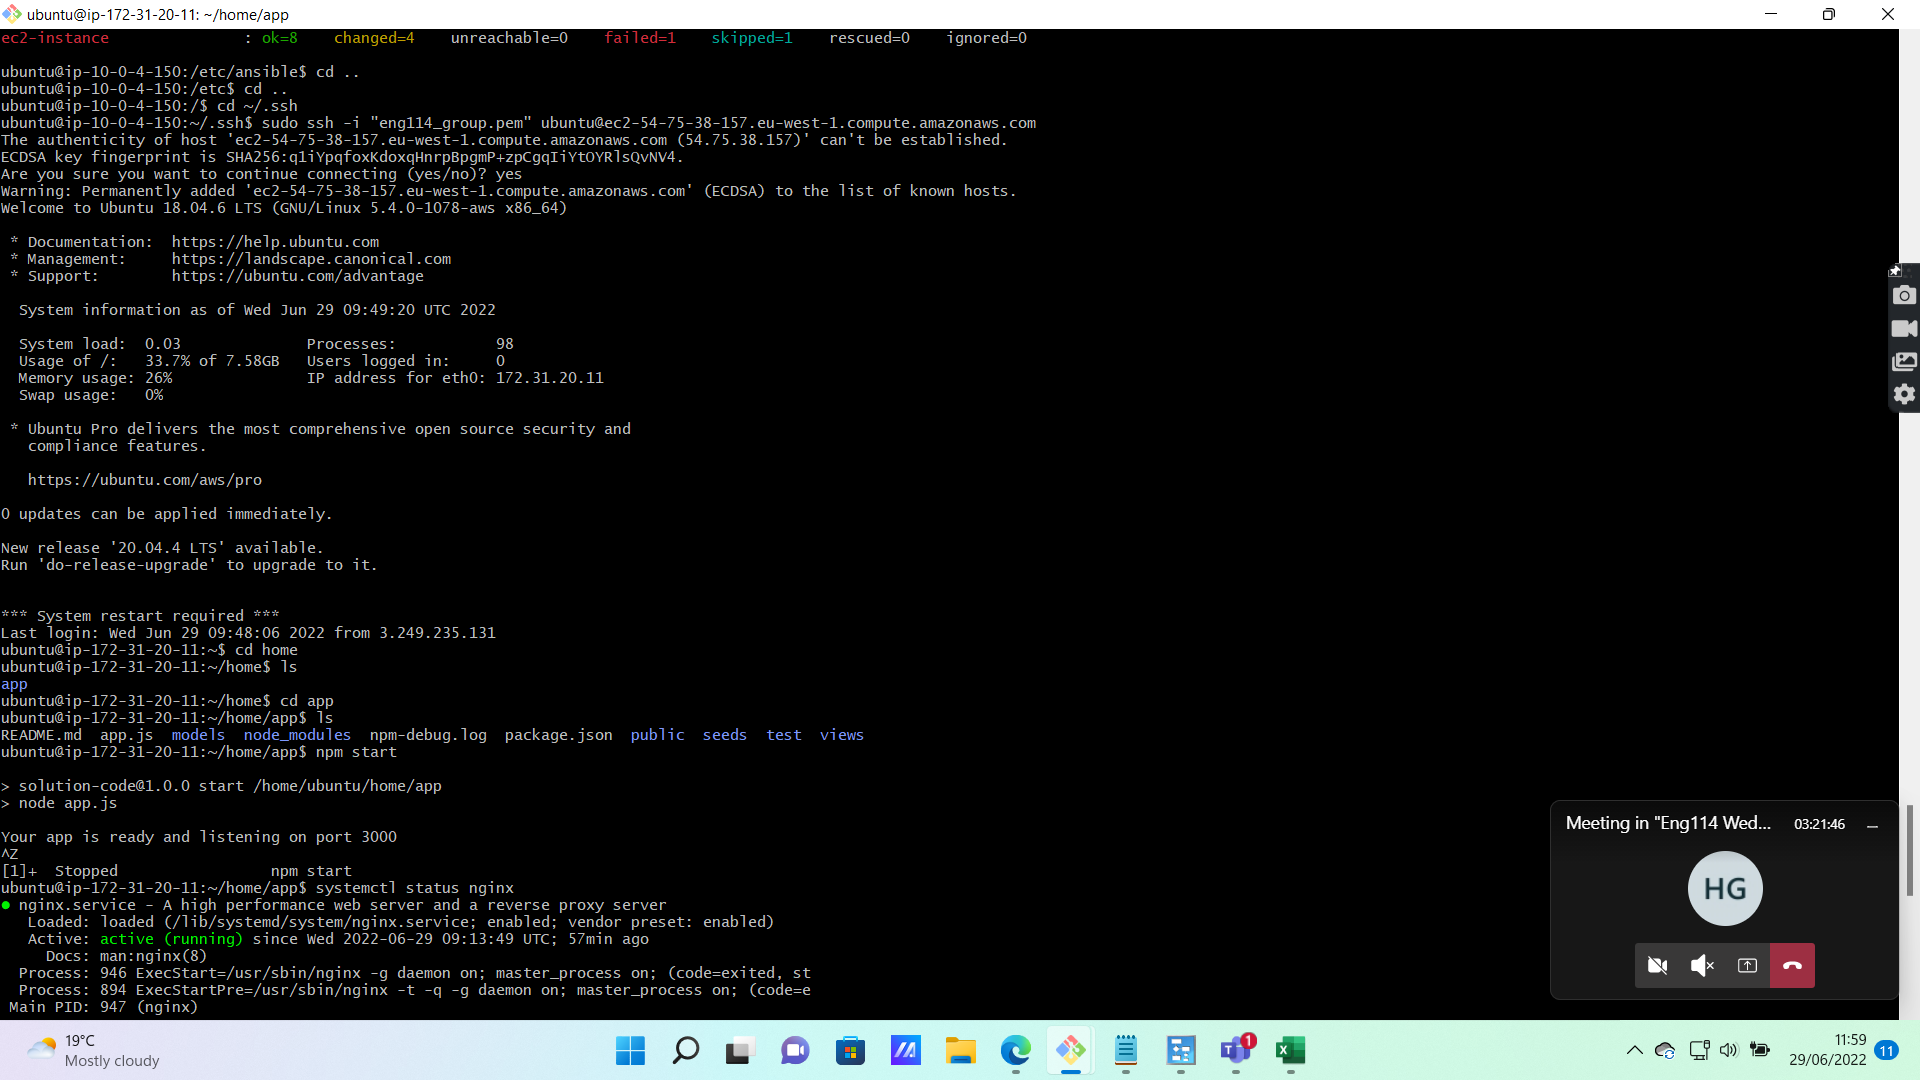 ubuntu@ip-172-31-20-11: ~/home/app
ec2-instance : ok=8 changed=4 unreachable=0 failed=1 skipped=1 rescued=0 ignored=0
ubuntu@ip-10-0-4-150:/etc/ansible$ cd ..
ubuntu@ip-10-0-4-150:/etc$ cd ..
ubuntu@ip-10-0-4-150:/$ cd ~/.ssh
ubuntu@ip-10-0-4-150:~/.ssh$ sudo ssh -i "eng114_group.pem" ubuntu@ec2-54-75-38-157.eu-west-1.compute.amazonaws.com
The authenticity of host 'ec2-54-75-38-157.eu-west-1.compute.amazonaws.com (54.75.38.157)' can't be established.
ECDSA key fingerprint is SHA256:q1iYpqfoxKdoxqHnrpBpgmP+zpCgqIiYtOYRlsQvNV4.
Are you sure you want to continue connecting (yes/no)? yes
Warning: Permanently added 'ec2-54-75-38-157.eu-west-1.compute.amazonaws.com' (ECDSA) to the list of known hosts.
Welcome to Ubuntu 18.04.6 LTS (GNU/Linux 5.4.0-1078-aws x86_64)
* Documentation: https://help.ubuntu.com
* Management: https://landscape.canonical.com
* Support: https://ubuntu.com/advantage
System information as of Wed Jun 29 09:49:20 UTC 2022
System load: 0.03 Processes: 98
Usage of /: 33.7% of 7.58GB Users logged in: 0
Memory usage: 26% IP address for eth0: 172.31.20.11
Swap usage: 0%
* Ubuntu Pro delivers the most comprehensive open source security and
compliance features.
https://ubuntu.com/aws/pro
0 updates can be applied immediately.
New release '20.04.4 LTS' available.
Run 'do-release-upgrade' to upgrade to it.
*** System restart required ***
Last login: Wed Jun 29 09:48:06 2022 from 3.249.235.131
ubuntu@ip-172-31-20-11:~$ cd home
ubuntu@ip-172-31-20-11:~/home$ ls
app
ubuntu@ip-172-31-20-11:~/home$ cd app
ubuntu@ip-172-31-20-11:~/home/app$ ls
README.md app.js models node_modules npm-debug.log package.json public seeds test views
ubuntu@ip-172-31-20-11:~/home/app$ npm start
> solution-code@1.0.0 start /home/ubuntu/home/app
> node app.js
Your app is ready and listening on port 3000
^Z
[1]+ Stopped npm start
ubuntu@ip-172-31-20-11:~/home/app$ systemctl status nginx
● nginx.service - A high performance web server and a reverse proxy server
Loaded: loaded (/lib/systemd/system/nginx.service; enabled; vendor preset: enabled)
Active: active (running) since Wed 2022-06-29 09:13:49 UTC; 57min ago
Docs: man:nginx(8)
Process: 946 ExecStart=/usr/sbin/nginx -g daemon on; master_process on; (code=exited, st
Process: 894 ExecStartPre=/usr/sbin/nginx -t -q -g daemon on; master_process on; (code=e
Main PID: 947 (nginx)
Meeting in "Eng114 Wed... 03:21:46
HG
19°C
Mostly cloudy
1
11:59
29/06/2022
11